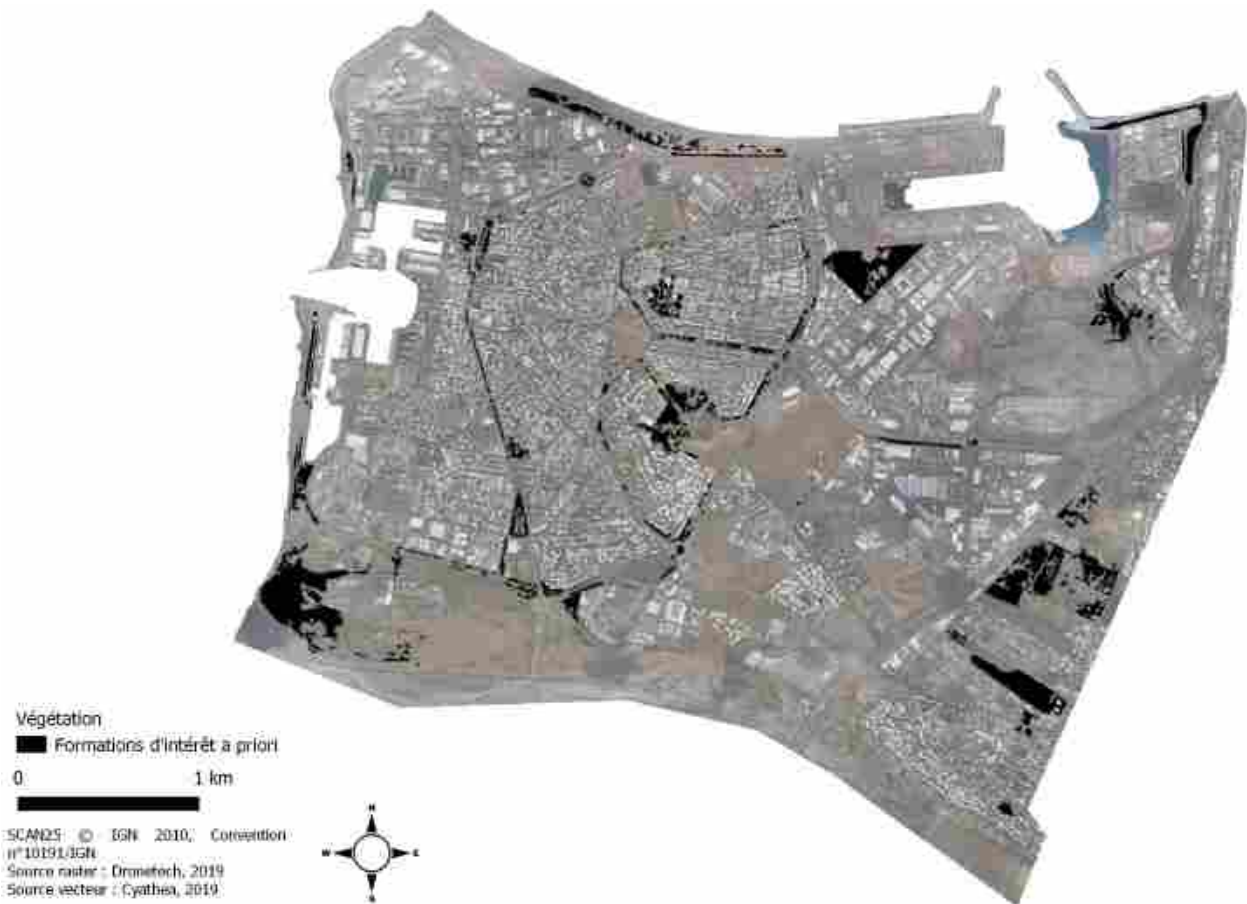 Végétation
Formations d'intérêt a priori
0 1 km
SCAN25 © IGN 2010, Convention
n°10191/IGN
Source raster : Dronetech, 2019
Source vecteur : Cyathea, 2019
N
W E
S